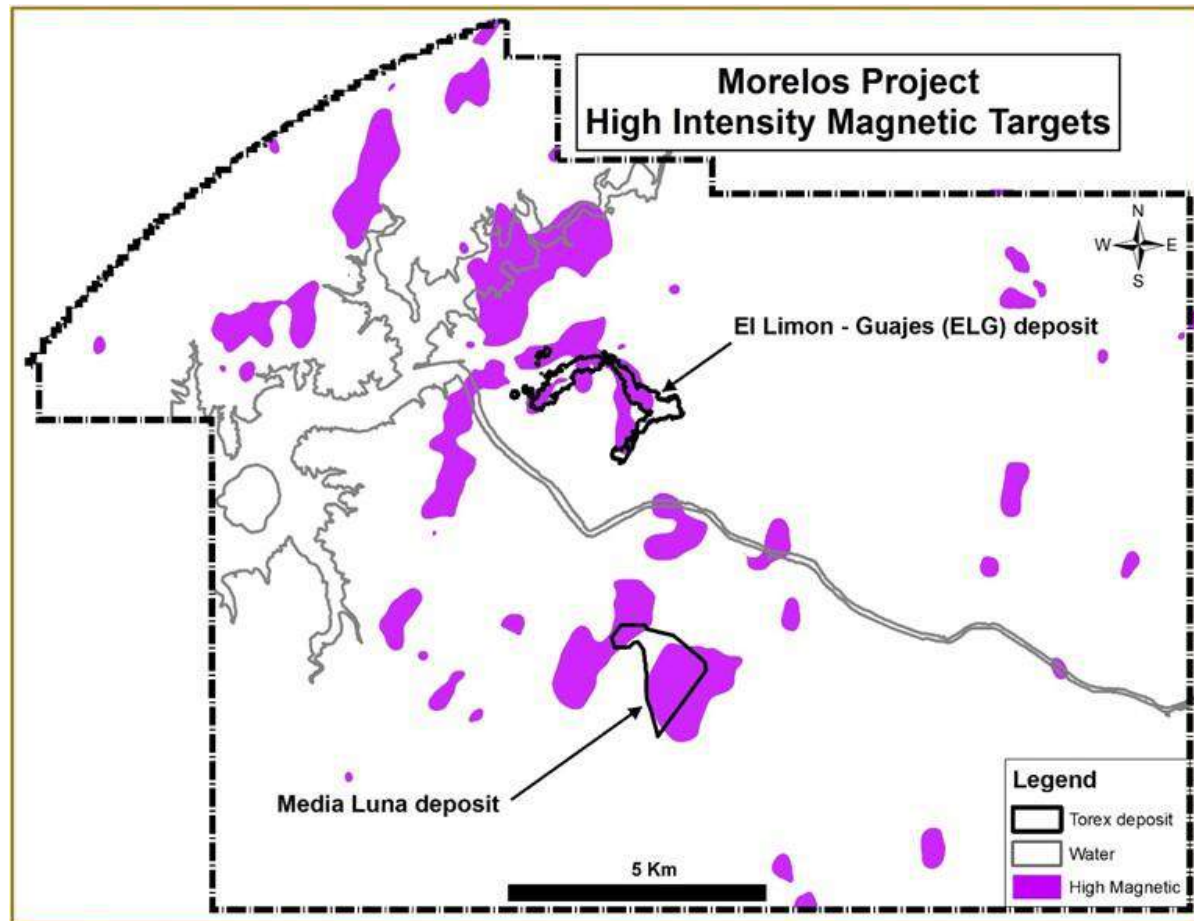 Morelos Project
High Intensity Magnetic Targets
N
W E
S
El Limon - Guajes (ELG) deposit
Media Luna deposit
5 Km
Legend
Torex deposit
Water
High Magnetic